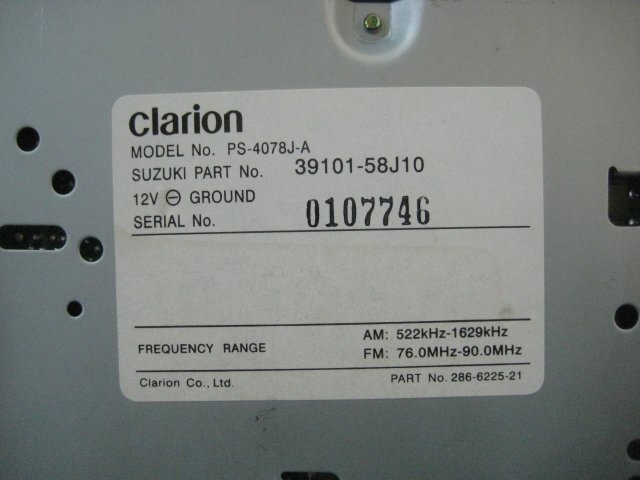 clarion
MODEL No. PS-4078J-A
SUZUKI PART No. 39101-58J10
12V ⊖ GROUND
SERIAL No. 0107746
FREQUENCY RANGE
AM: 522kHz-1629kHz
FM: 76.0MHz-90.0MHz
Clarion Co., Ltd. PART No. 286-6225-21